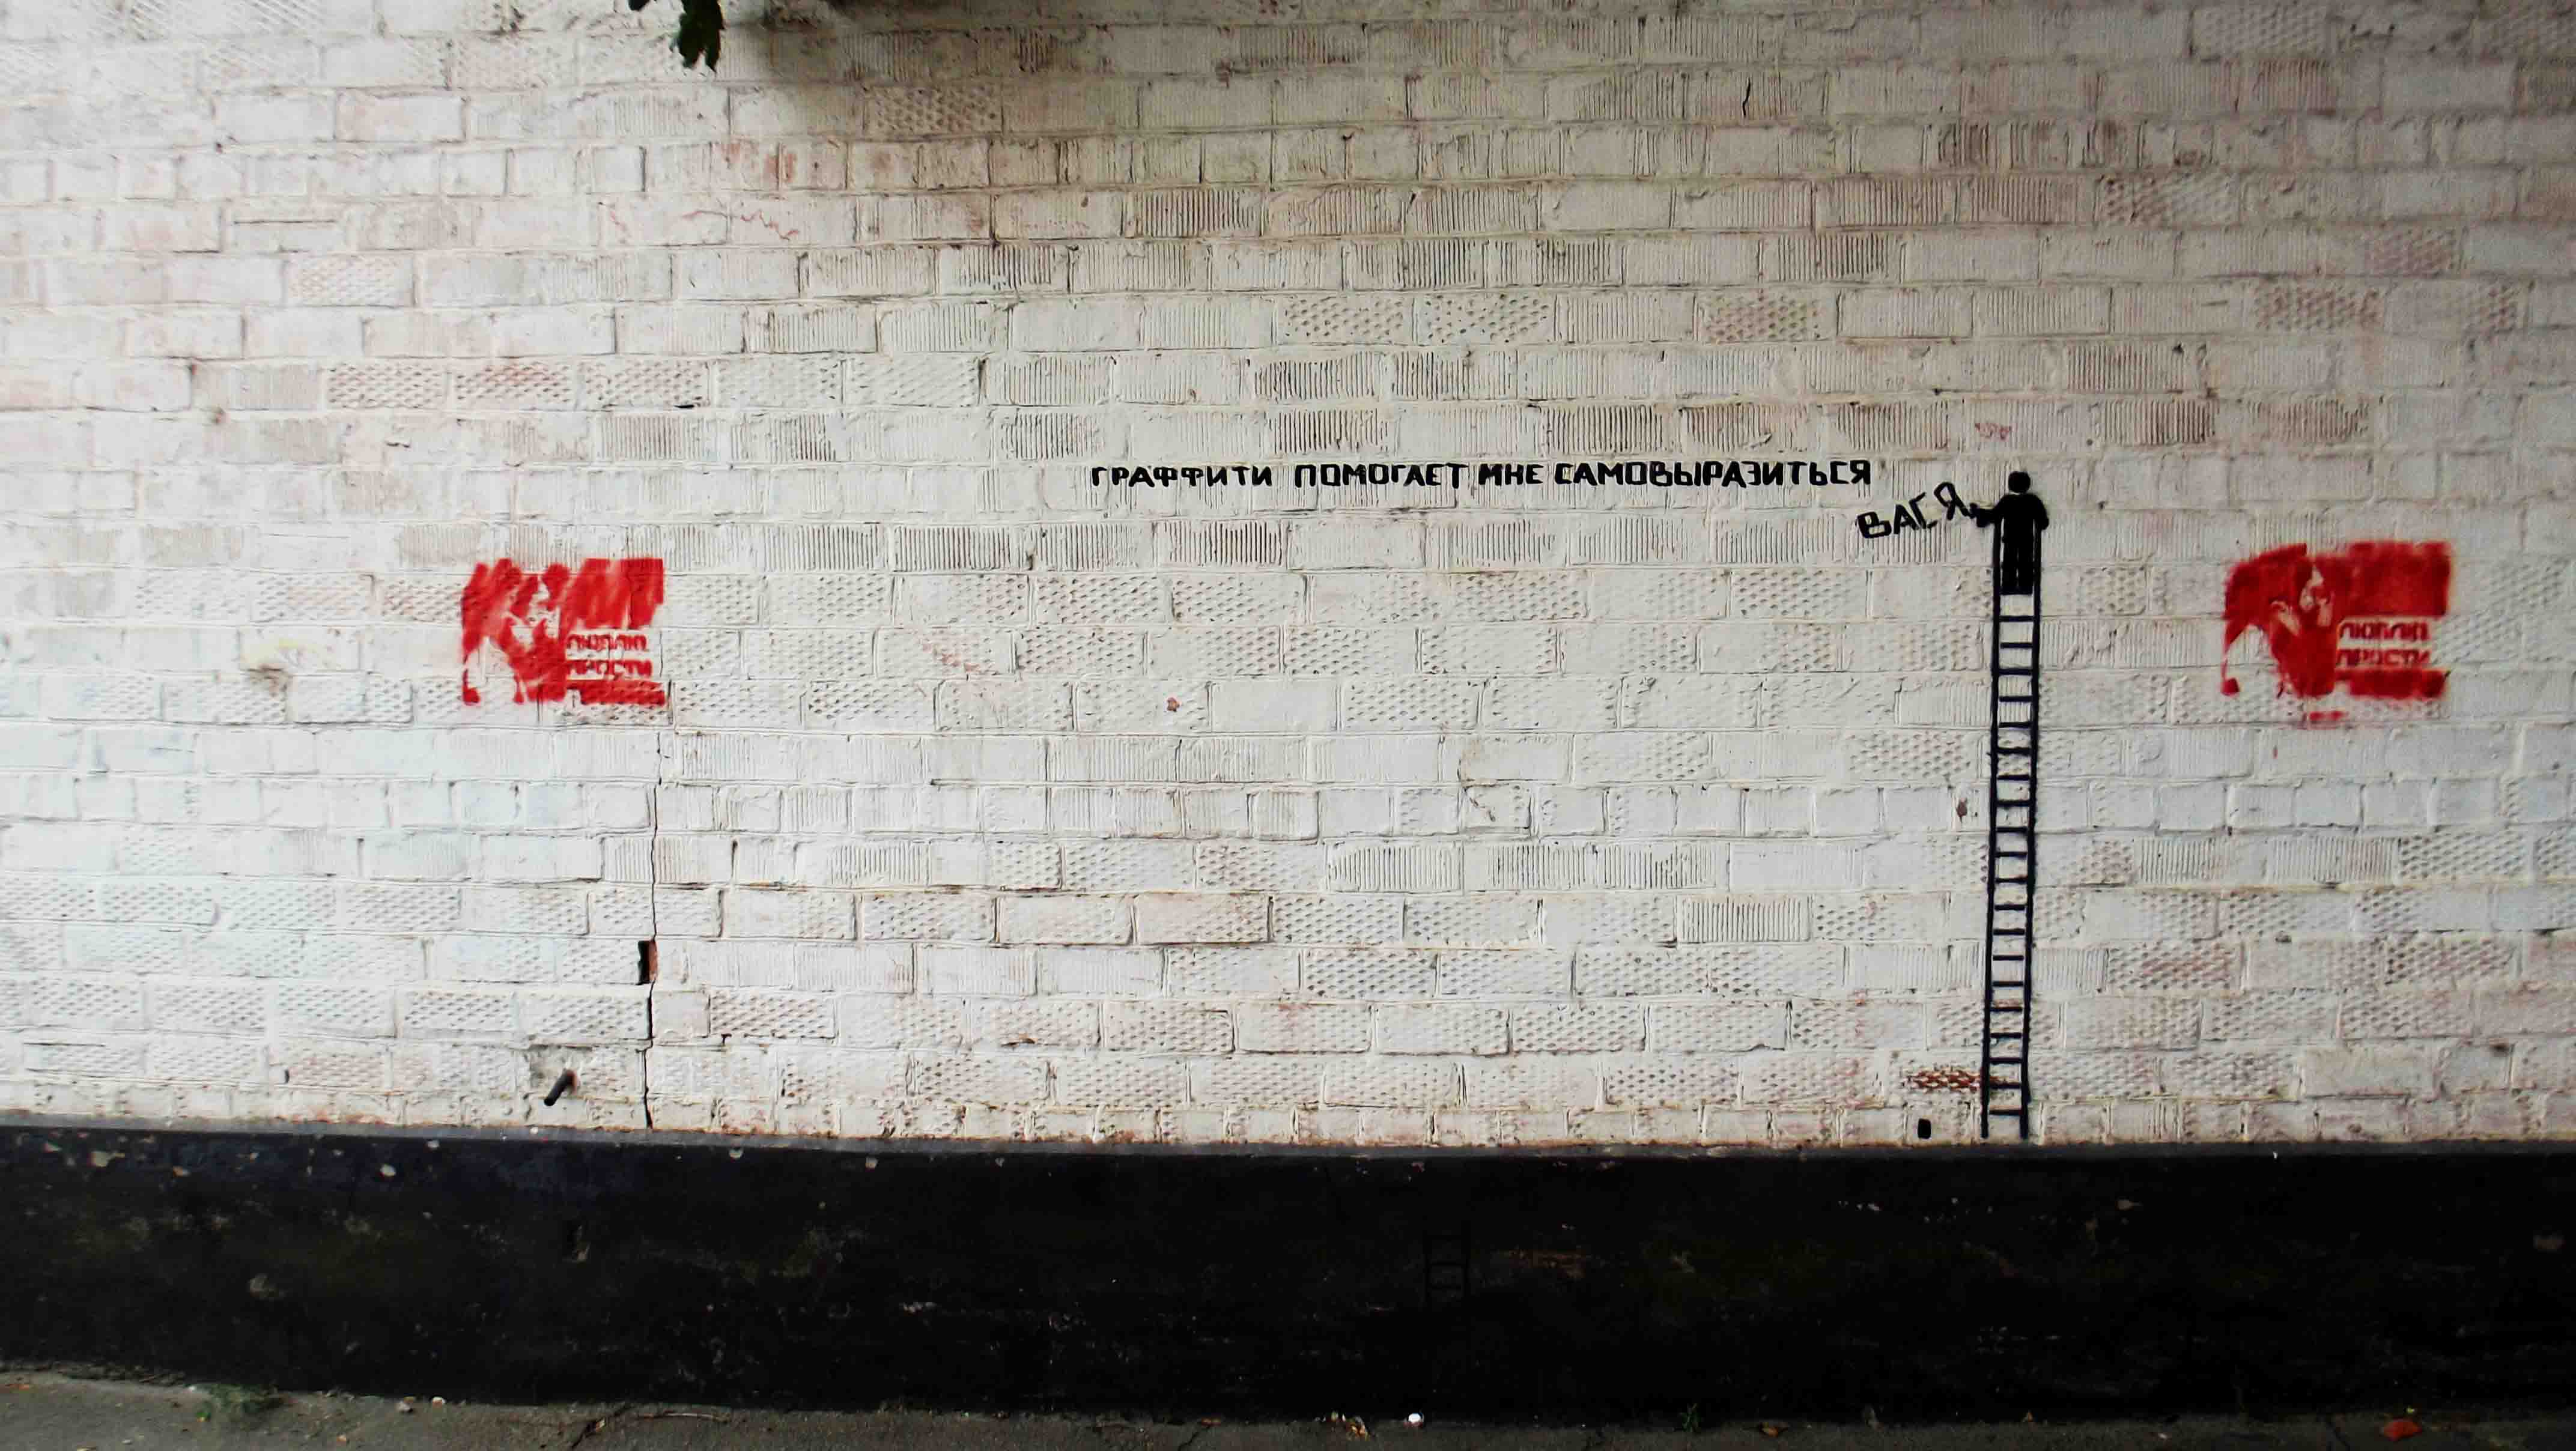 ГРАФФИТИ ПОМОГАЕТ МНЕ САМОВЫРАЗИТЬСЯ
ВАСЯ
ЛЮБЛЮ
ПРОСТИ
ЛЮБЛЮ
ПРОСТИ